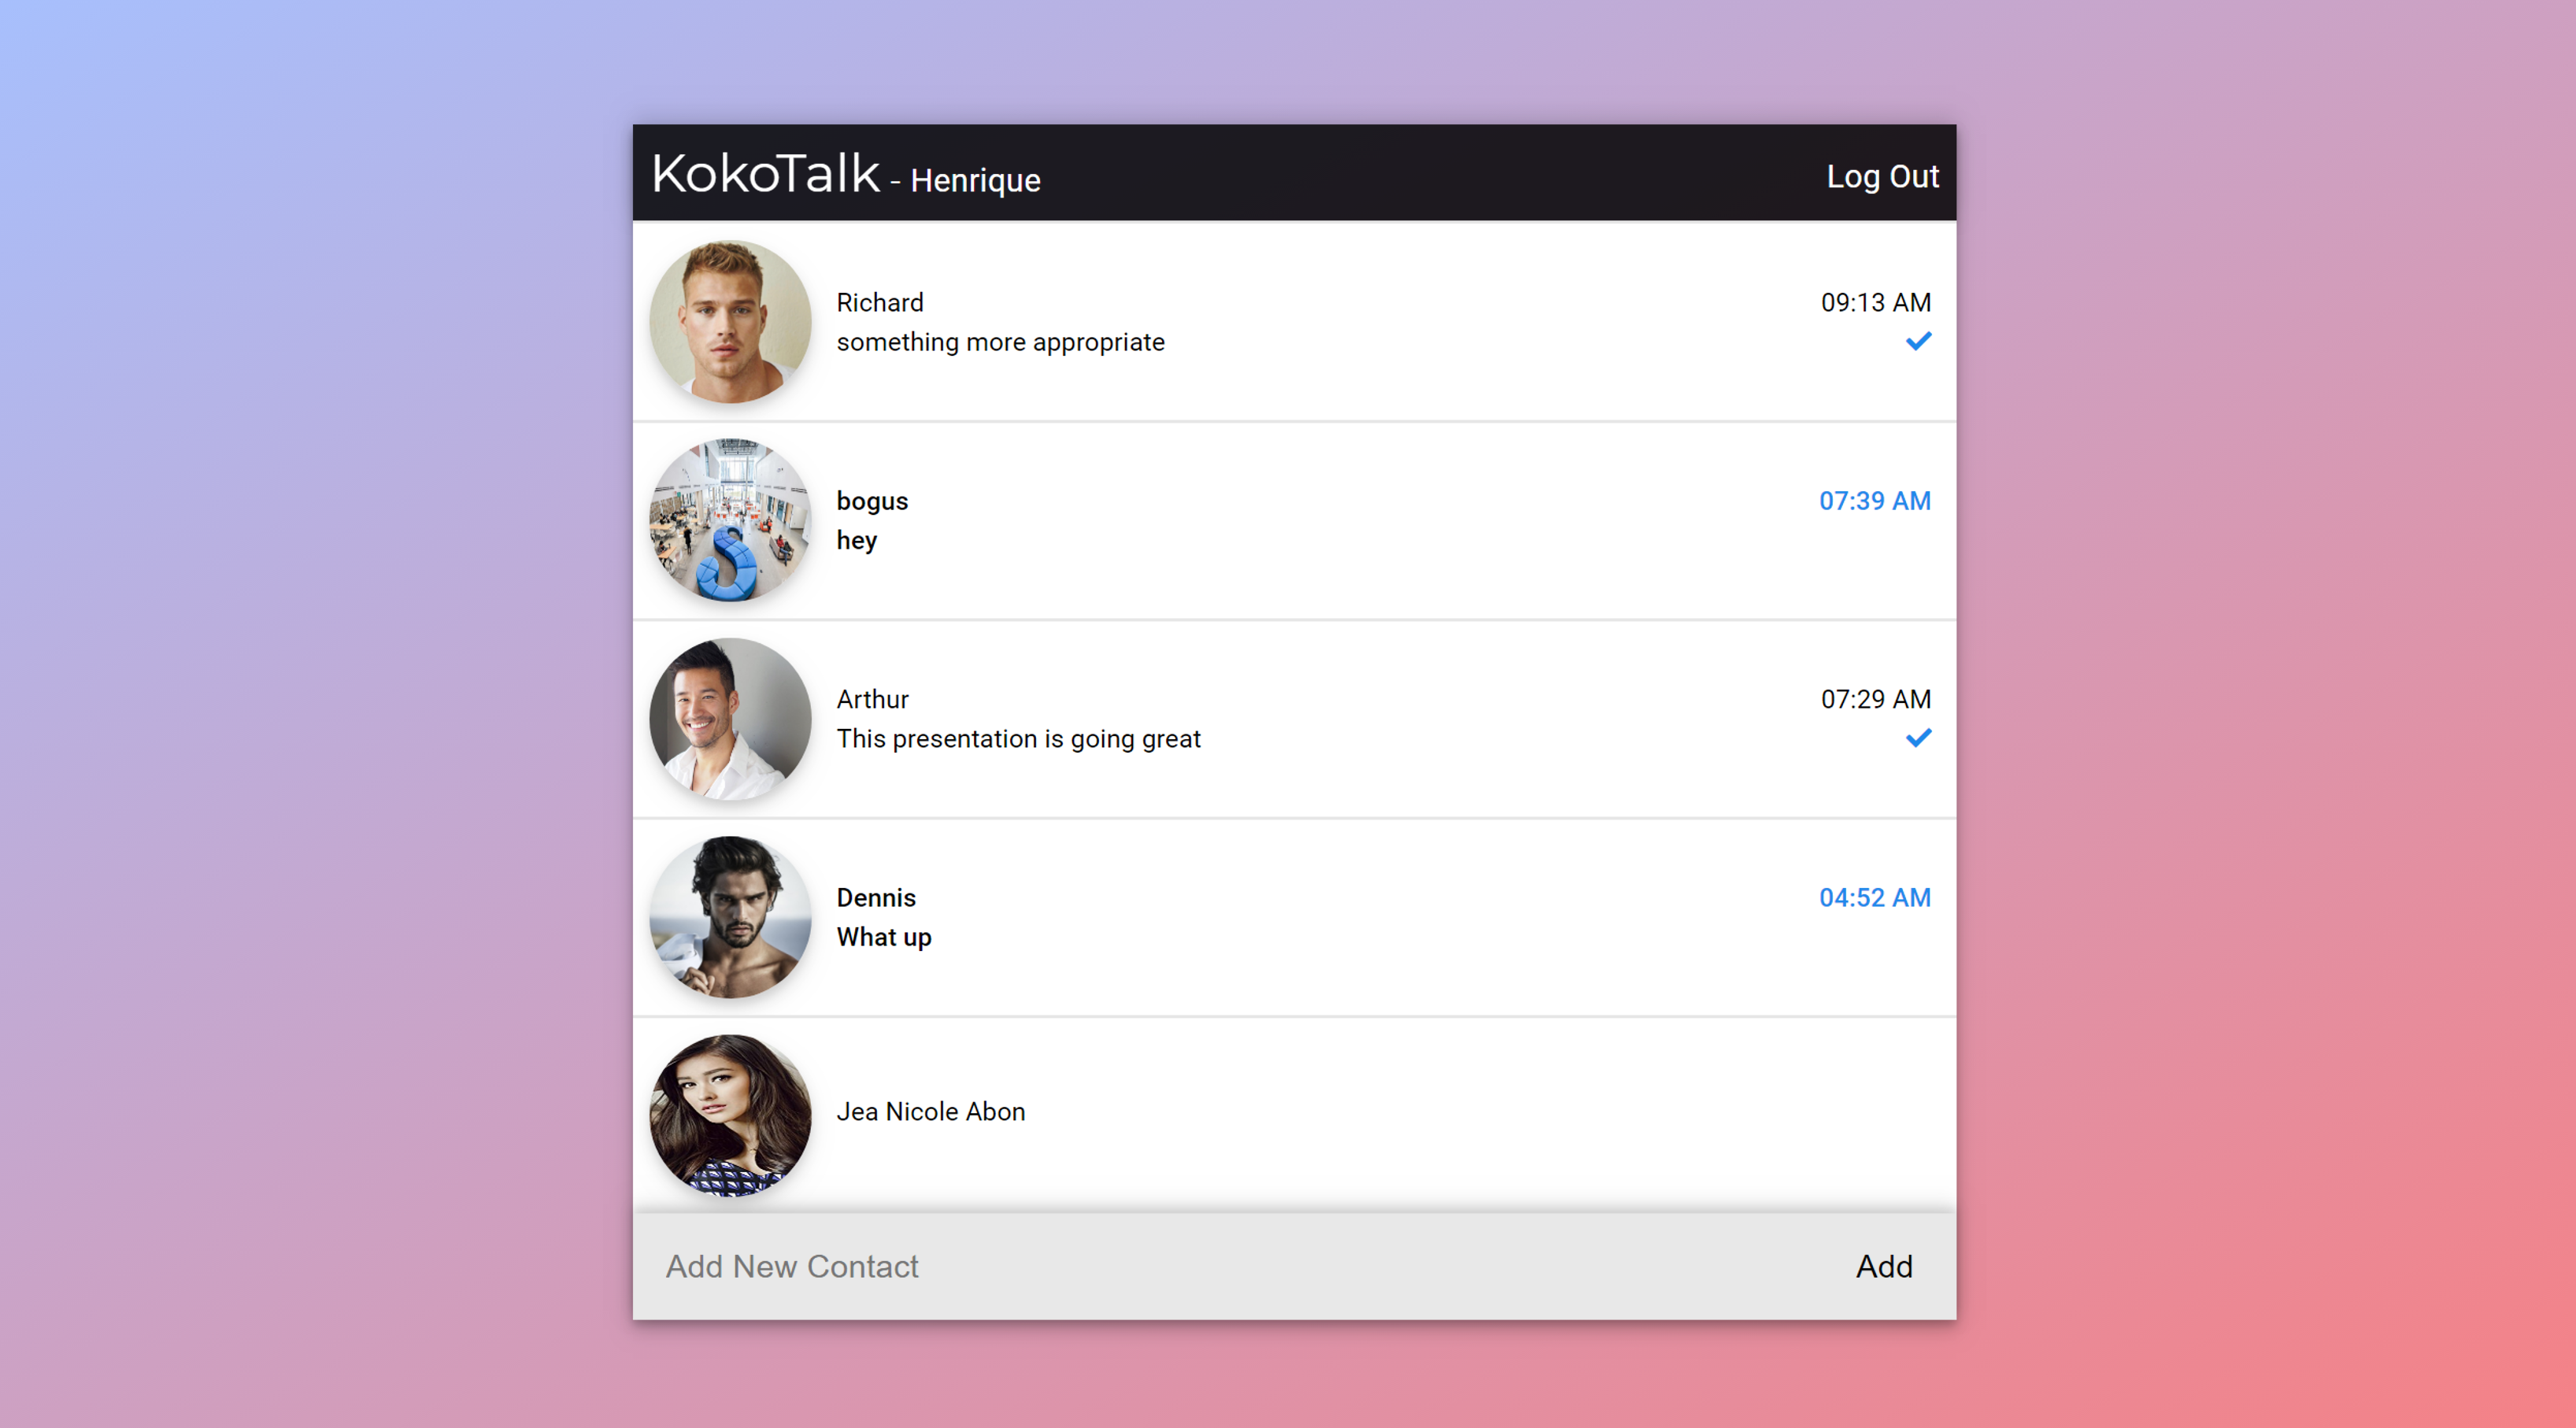 KokoTalk - Henrique
Log Out
Richard
09:13 AM
something more appropriate
bogus
07:39 AM
hey
Arthur
07:29 AM
This presentation is going great
Dennis
04:52 AM
What up
Jea Nicole Abon
Add New Contact
Add